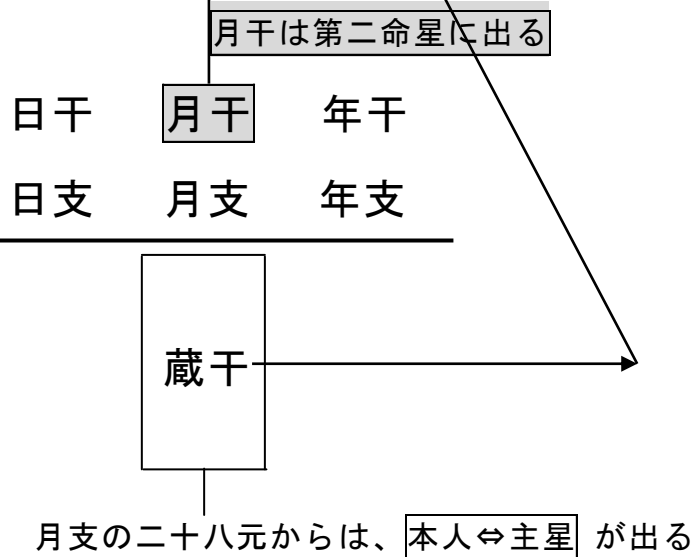 月干は第二命星に出る
日干 月干 年干
日支 月支 年支
蔵干
月支の二十八元からは、本人⇔主星 が出る